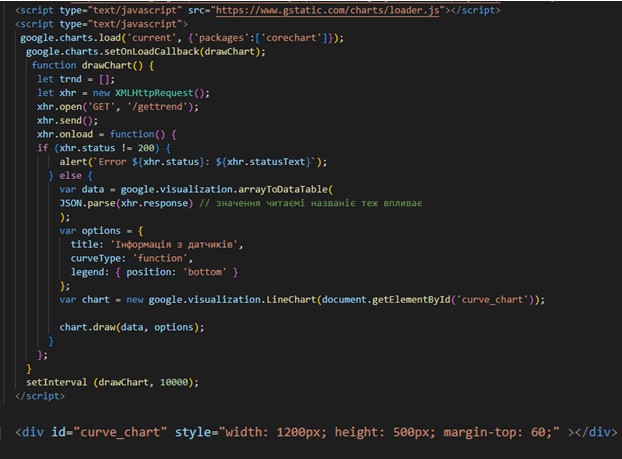 <script type="text/javascript" src="https://www.gstatic.com/charts/loader.js"></script>
<script type="text/javascript">
google.charts.load('current', {'packages':['corechart']});
google.charts.setOnLoadCallback(drawChart);
function drawChart() {
let trnd = [];
let xhr = new XMLHttpRequest();
xhr.open('GET', '/gettrend');
xhr.send();
xhr.onload = function() {
if (xhr.status != 200) {
alert(`Error ${xhr.status}: ${xhr.statusText}`);
} else {
var data = google.visualization.arrayToDataTable(
JSON.parse(xhr.response) // значення читаємі названіє теж впливає
);
var options = {
title: 'Інформація з датчиків',
curveType: 'function',
legend: { position: 'bottom' }
};
var chart = new google.visualization.LineChart(document.getElementById('curve_chart'));
chart.draw(data, options);
}
};
}
setInterval (drawChart, 10000);
</script>
<div id="curve_chart" style="width: 1200px; height: 500px; margin-top: 60;" ></div>